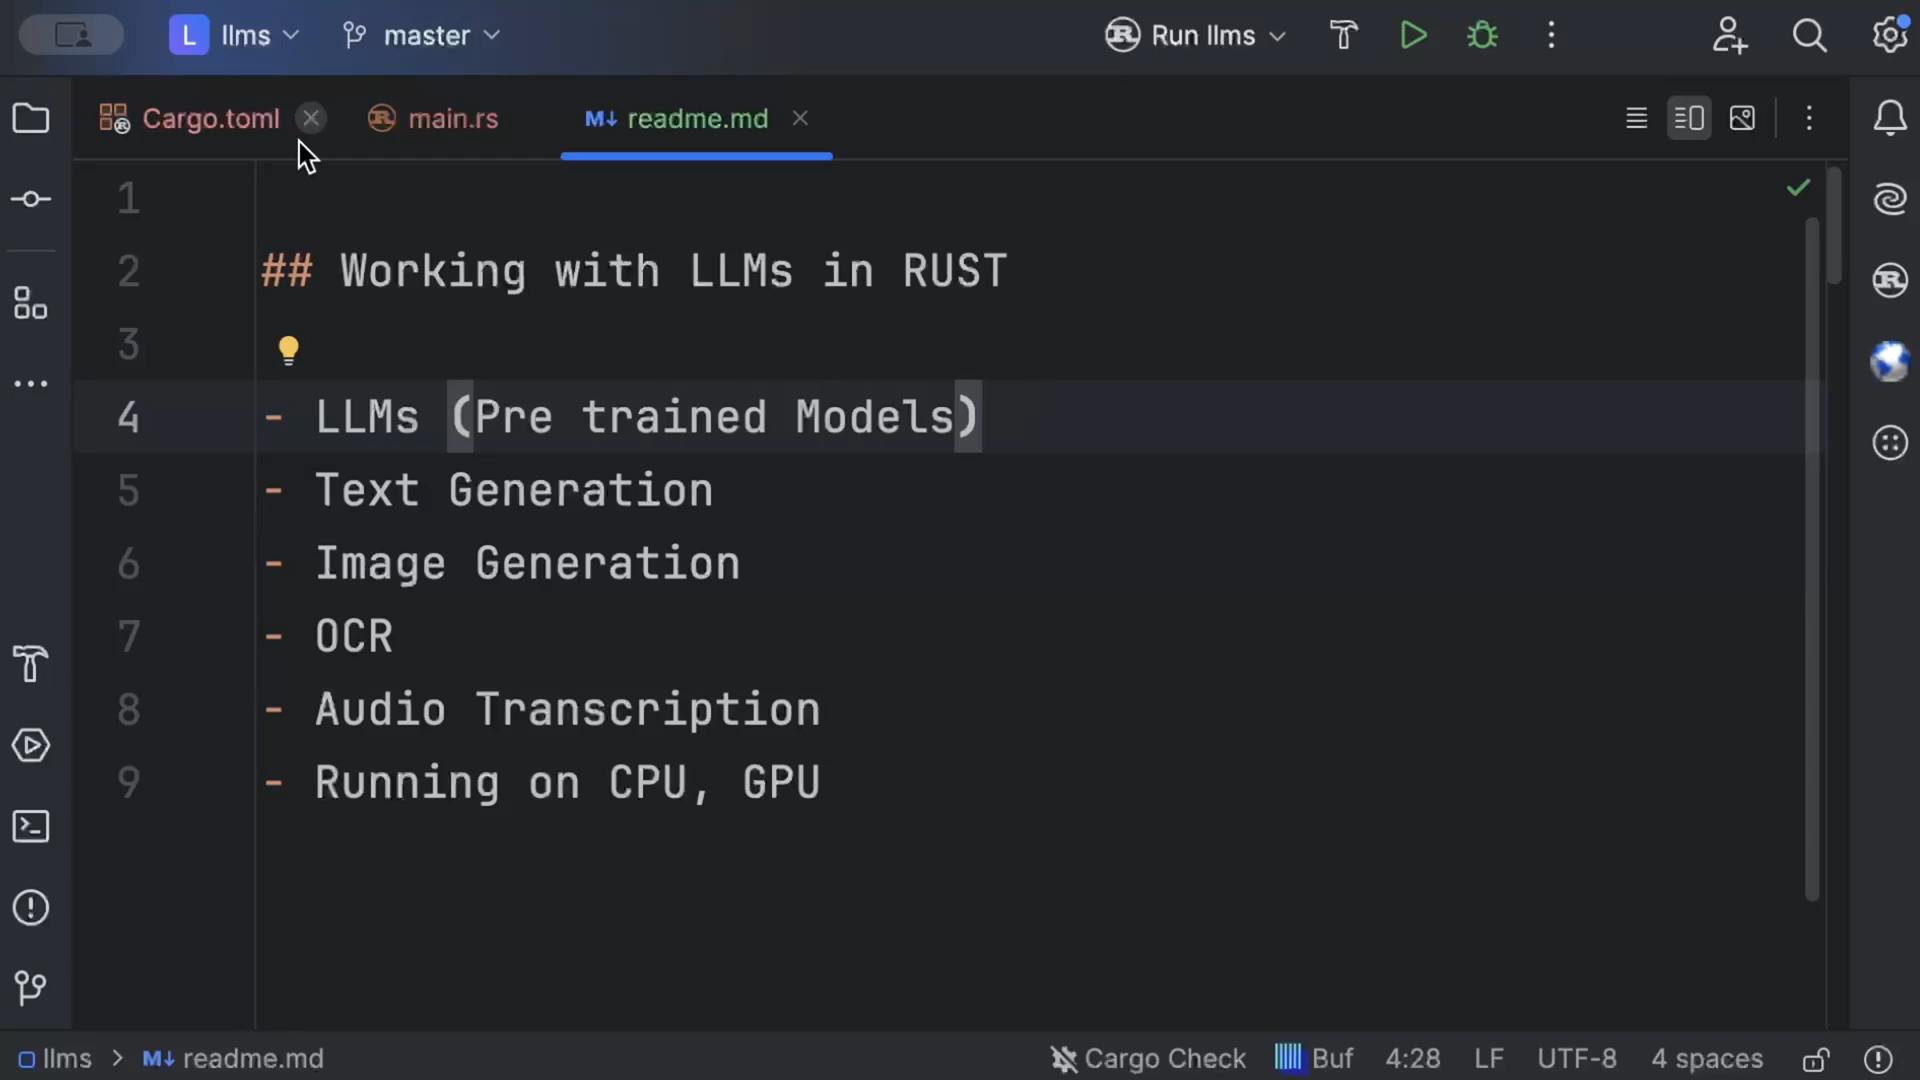 L llms master Run llms
Cargo.toml main.rs M↓ readme.md
1
2 ## Working with LLMs in RUST
3
4 - LLMs (Pre trained Models)
5 - Text Generation
6 - Image Generation
7 - OCR
8 - Audio Transcription
9 - Running on CPU, GPU
llms > M↓ readme.md Cargo Check Buf 4:28 LF UTF-8 4 spaces